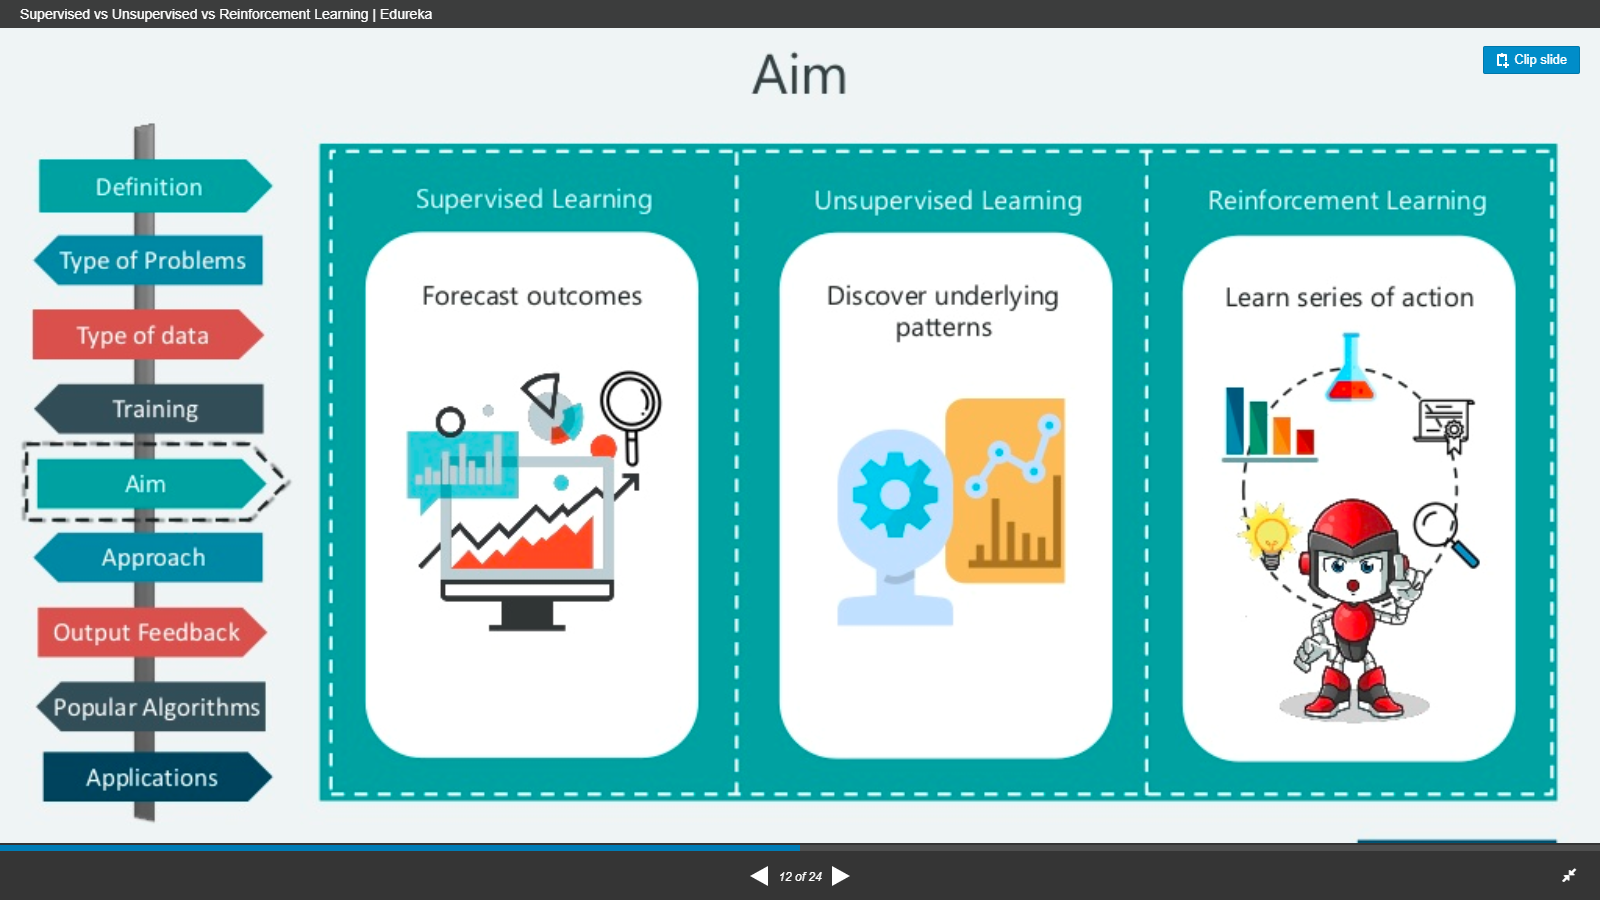 Supervised vs Unsupervised vs Reinforcement Learning | Edureka
Clip slide
Aim
Definition
Type of Problems
Type of data
Training
Aim
Approach
Output Feedback
Popular Algorithms
Applications
Supervised Learning
Forecast outcomes
Unsupervised Learning
Discover underlying
patterns
Reinforcement Learning
Learn series of action
12 of 24